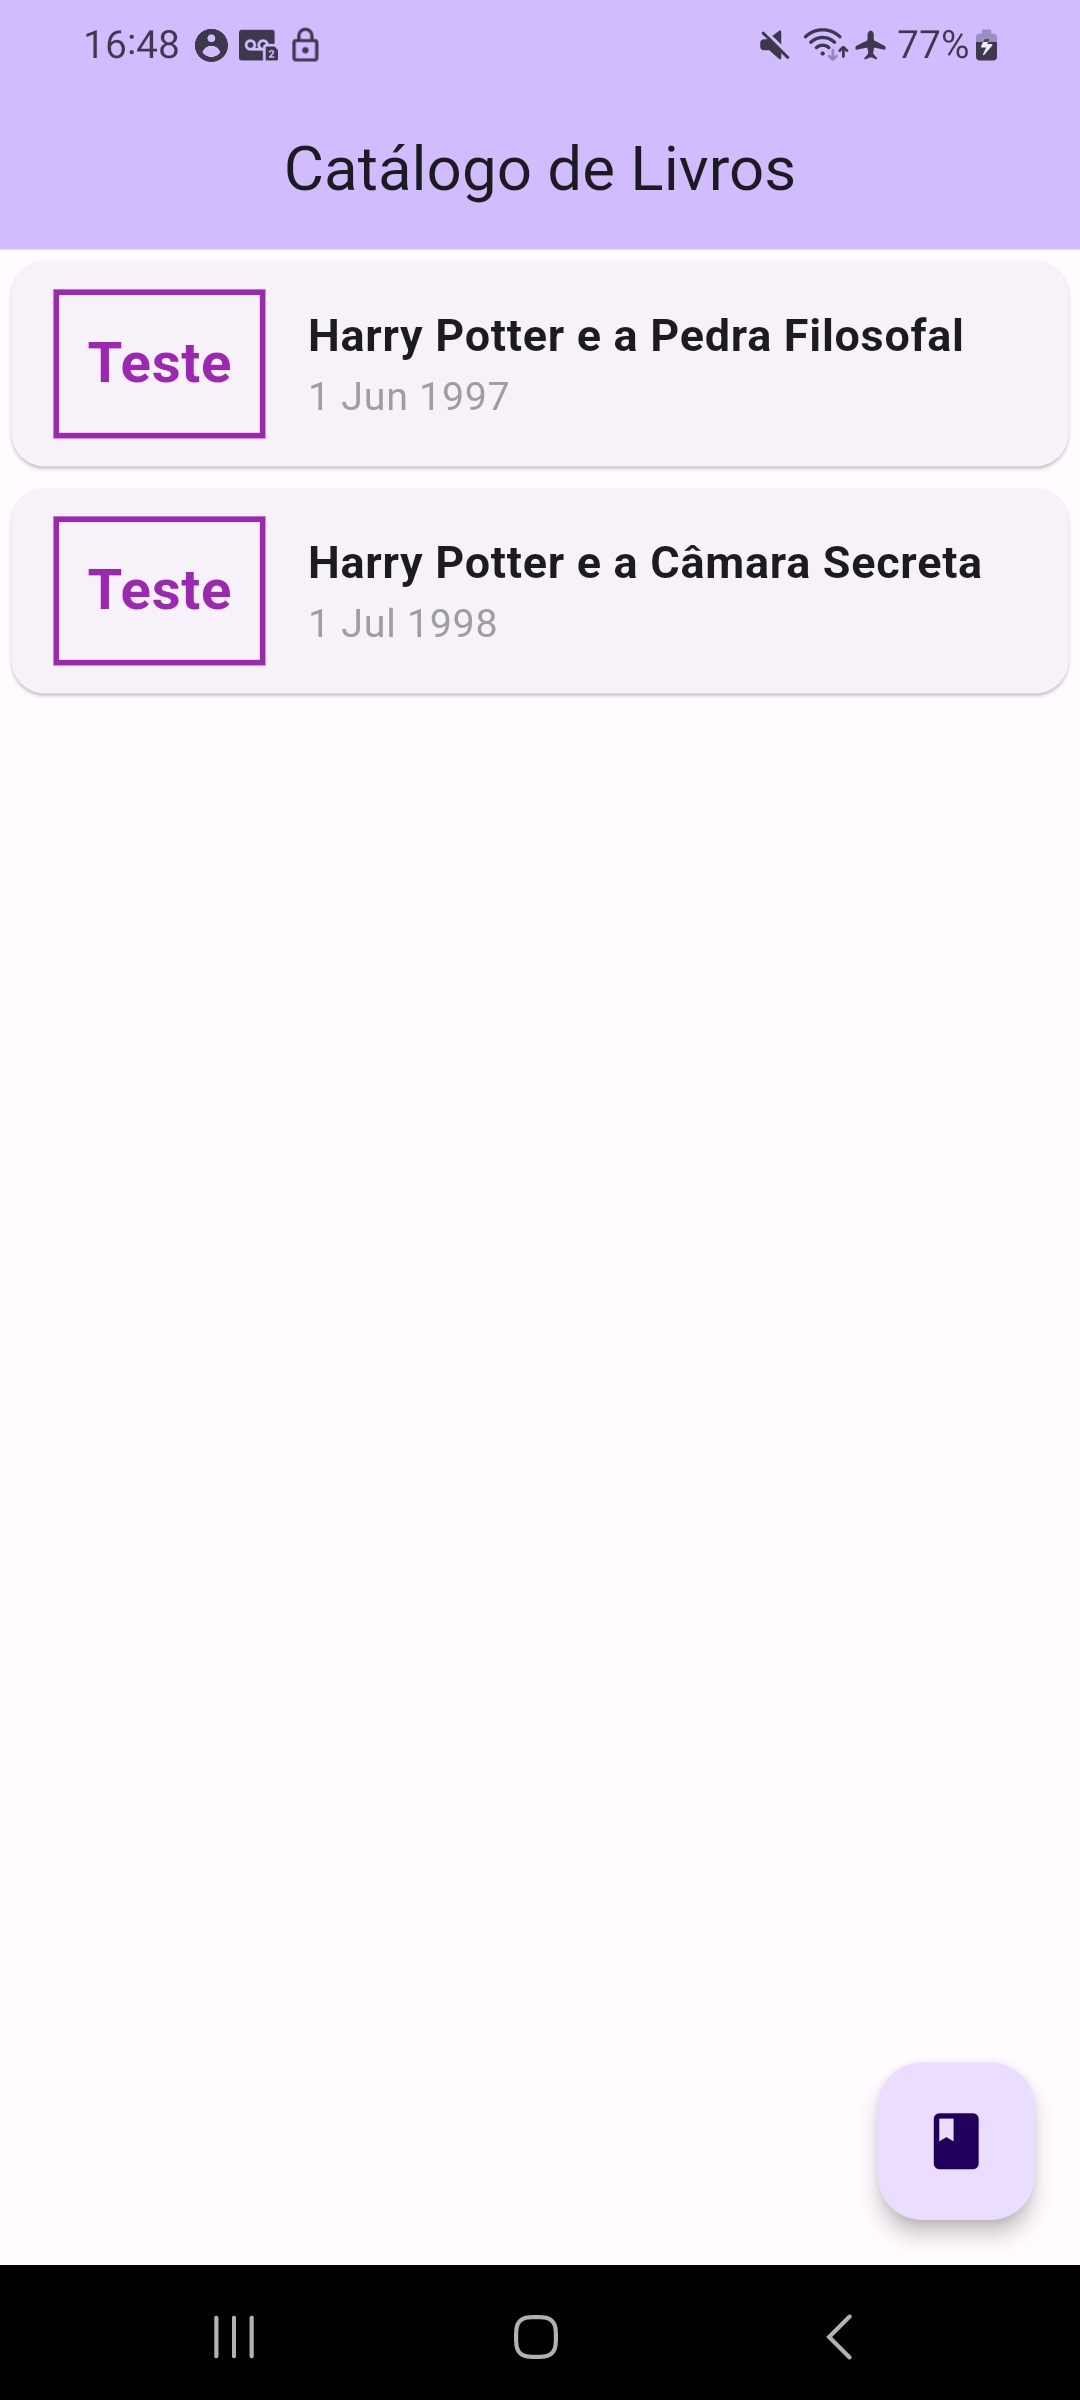 16:48
77%
Catálogo de Livros
Teste
Harry Potter e a Pedra Filosofal
1 Jun 1997
Teste
Harry Potter e a Câmara Secreta
1 Jul 1998